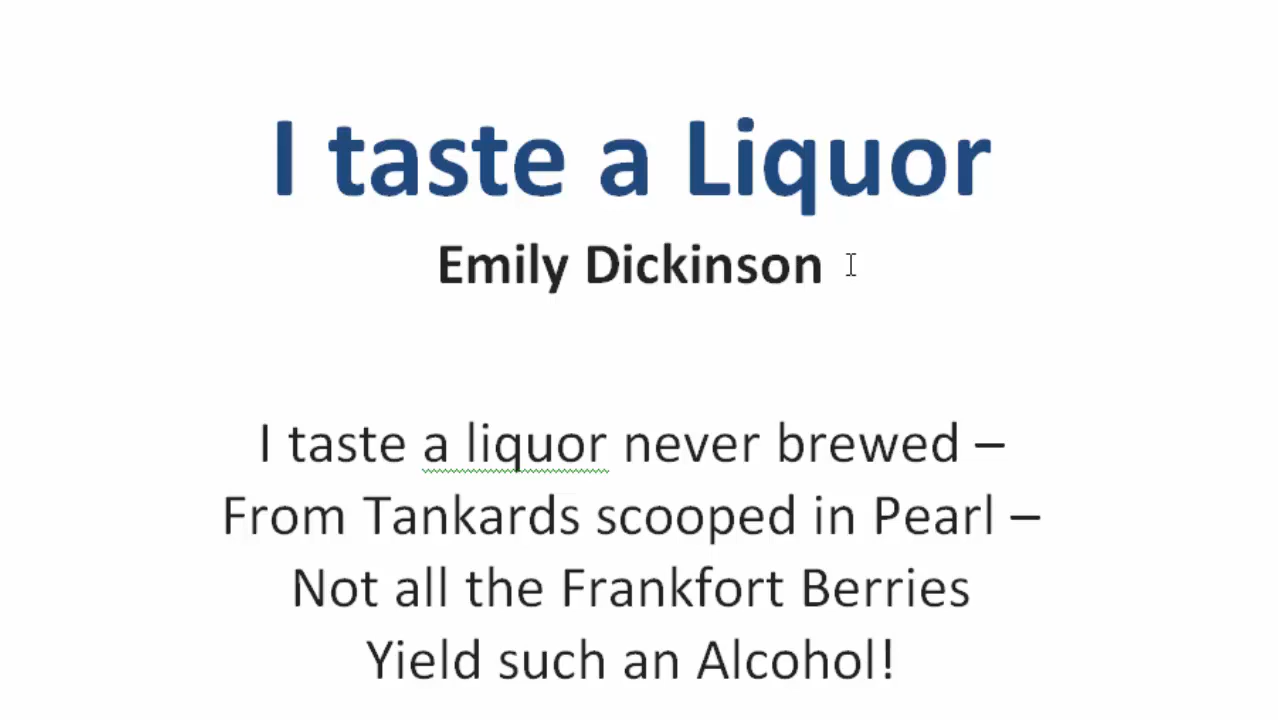 I taste a Liquor
Emily Dickinson
I taste a liquor never brewed –
From Tankards scooped in Pearl –
Not all the Frankfort Berries
Yield such an Alcohol!